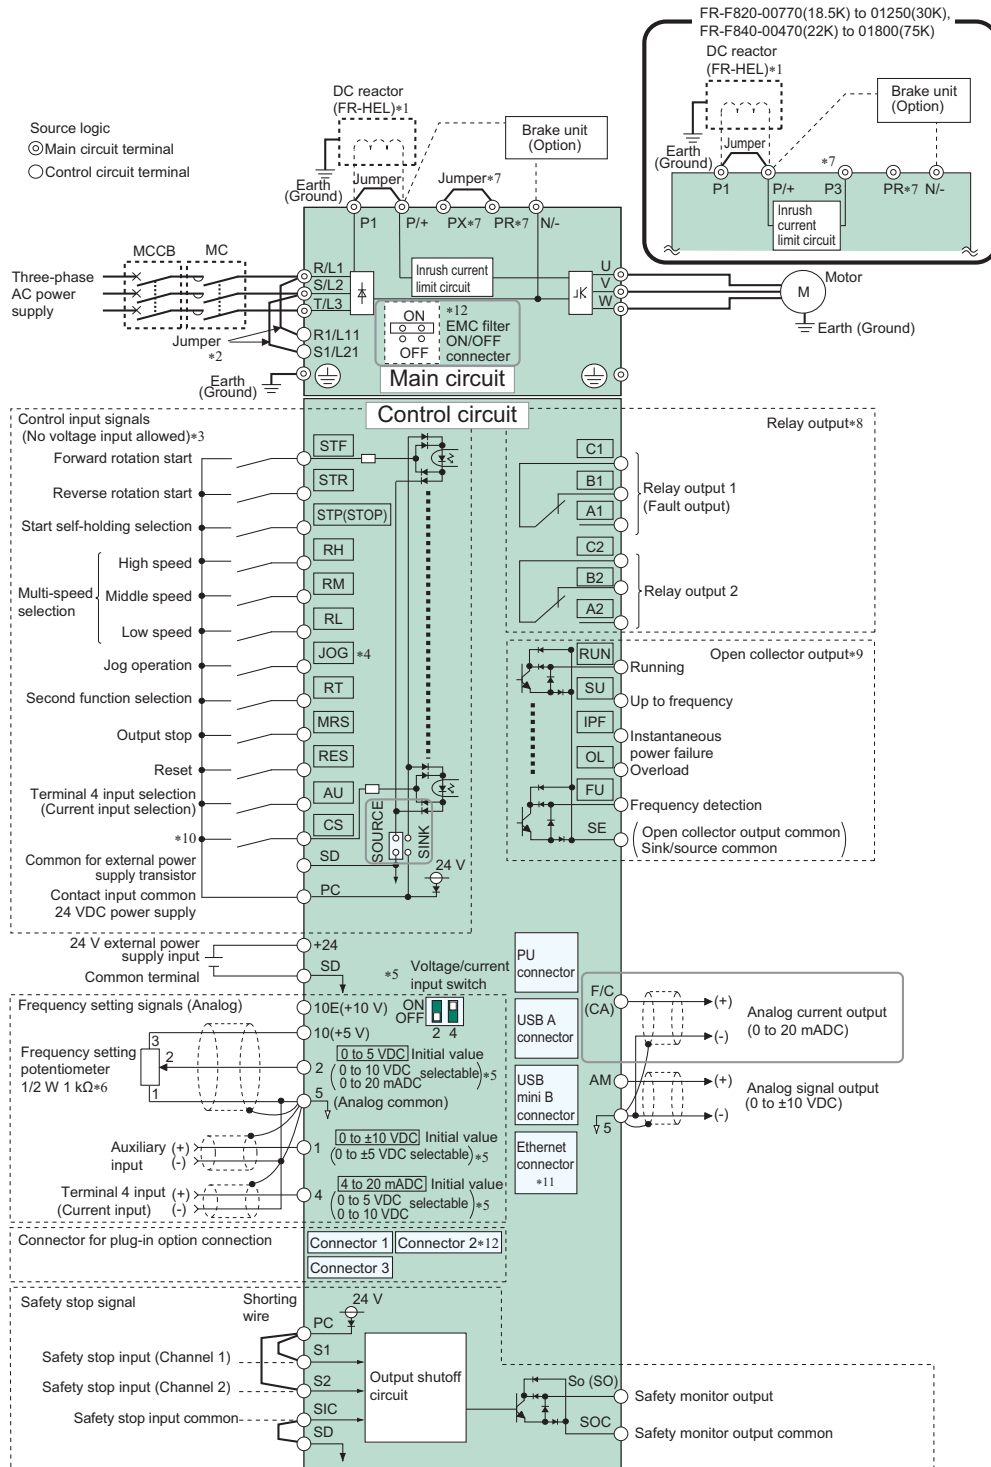 FR-F820-00770(18.5K) to 01250(30K),
FR-F840-00470(22K) to 01800(75K)
DC reactor
(FR-HEL)*1
Brake unit
(Option)
Earth
(Ground)
Jumper
*7
P1
P/+
P3
PR*7
N/-
Inrush
current
limit circuit
Source logic
Main circuit terminal
Control circuit terminal
DC reactor
(FR-HEL)*1
Brake unit
(Option)
Earth
(Ground)
Jumper
Jumper*7
P1
P/+
PX*7
PR*7
N/-
MCCB
MC
Three-phase
AC power
supply
R/L1
S/L2
T/L3
R1/L11
S1/L21
Jumper
*2
Earth
(Ground)
Inrush current
limit circuit
ON
OFF
*12
EMC filter
ON/OFF
connecter
U
V
W
Motor
M
Earth (Ground)
Main circuit
Control circuit
Control input signals
(No voltage input allowed)*3
Forward rotation start
STF
Reverse rotation start
STR
Start self-holding selection
STP(STOP)
Multi-speed
selection
High speed
RH
Middle speed
RM
Low speed
RL
Jog operation
JOG *4
Second function selection
RT
Output stop
MRS
Reset
RES
Terminal 4 input selection
(Current input selection)
AU
*10
CS
SOURCE
SINK
Common for external power
supply transistor
SD
Contact input common
24 VDC power supply
PC
24 V
Relay output*8
C1
B1
A1
Relay output 1
(Fault output)
C2
B2
A2
Relay output 2
Open collector output*9
RUN
Running
SU
Up to frequency
IPF
Instantaneous
power failure
OL
Overload
FU
Frequency detection
SE
Open collector output common
Sink/source common
24 V external power
supply input
+24
Common terminal
SD
*5 Voltage/current
input switch
ON
OFF
2 4
PU
connector
USB A
connector
USB
mini B
connector
Ethernet
connector
*11
Frequency setting signals (Analog)
10E(+10 V)
10(+5 V)
Frequency setting
potentiometer
1/2 W 1 kΩ*6
3
2
1
2
0 to 5 VDC Initial value
(0 to 10 VDC
0 to 20 mADC selectable)*5
5
(Analog common)
Auxiliary
input
(+)
(-)
1
0 to ±10 VDC Initial value
(0 to ±5 VDC selectable)*5
Terminal 4 input
(Current input)
(+)
(-)
4
4 to 20 mADC Initial value
(0 to 5 VDC
0 to 10 VDC selectable)*5
F/C
(CA)
(+)
(-)
Analog current output
(0 to 20 mADC)
AM
5
(+)
(-)
Analog signal output
(0 to ±10 VDC)
Connector for plug-in option connection
Connector 1
Connector 2*12
Connector 3
Safety stop signal
Shorting
wire
24 V
PC
Safety stop input (Channel 1)
S1
Safety stop input (Channel 2)
S2
Safety stop input common
SIC
SD
Output shutoff
circuit
So (SO)
Safety monitor output
SOC
Safety monitor output common